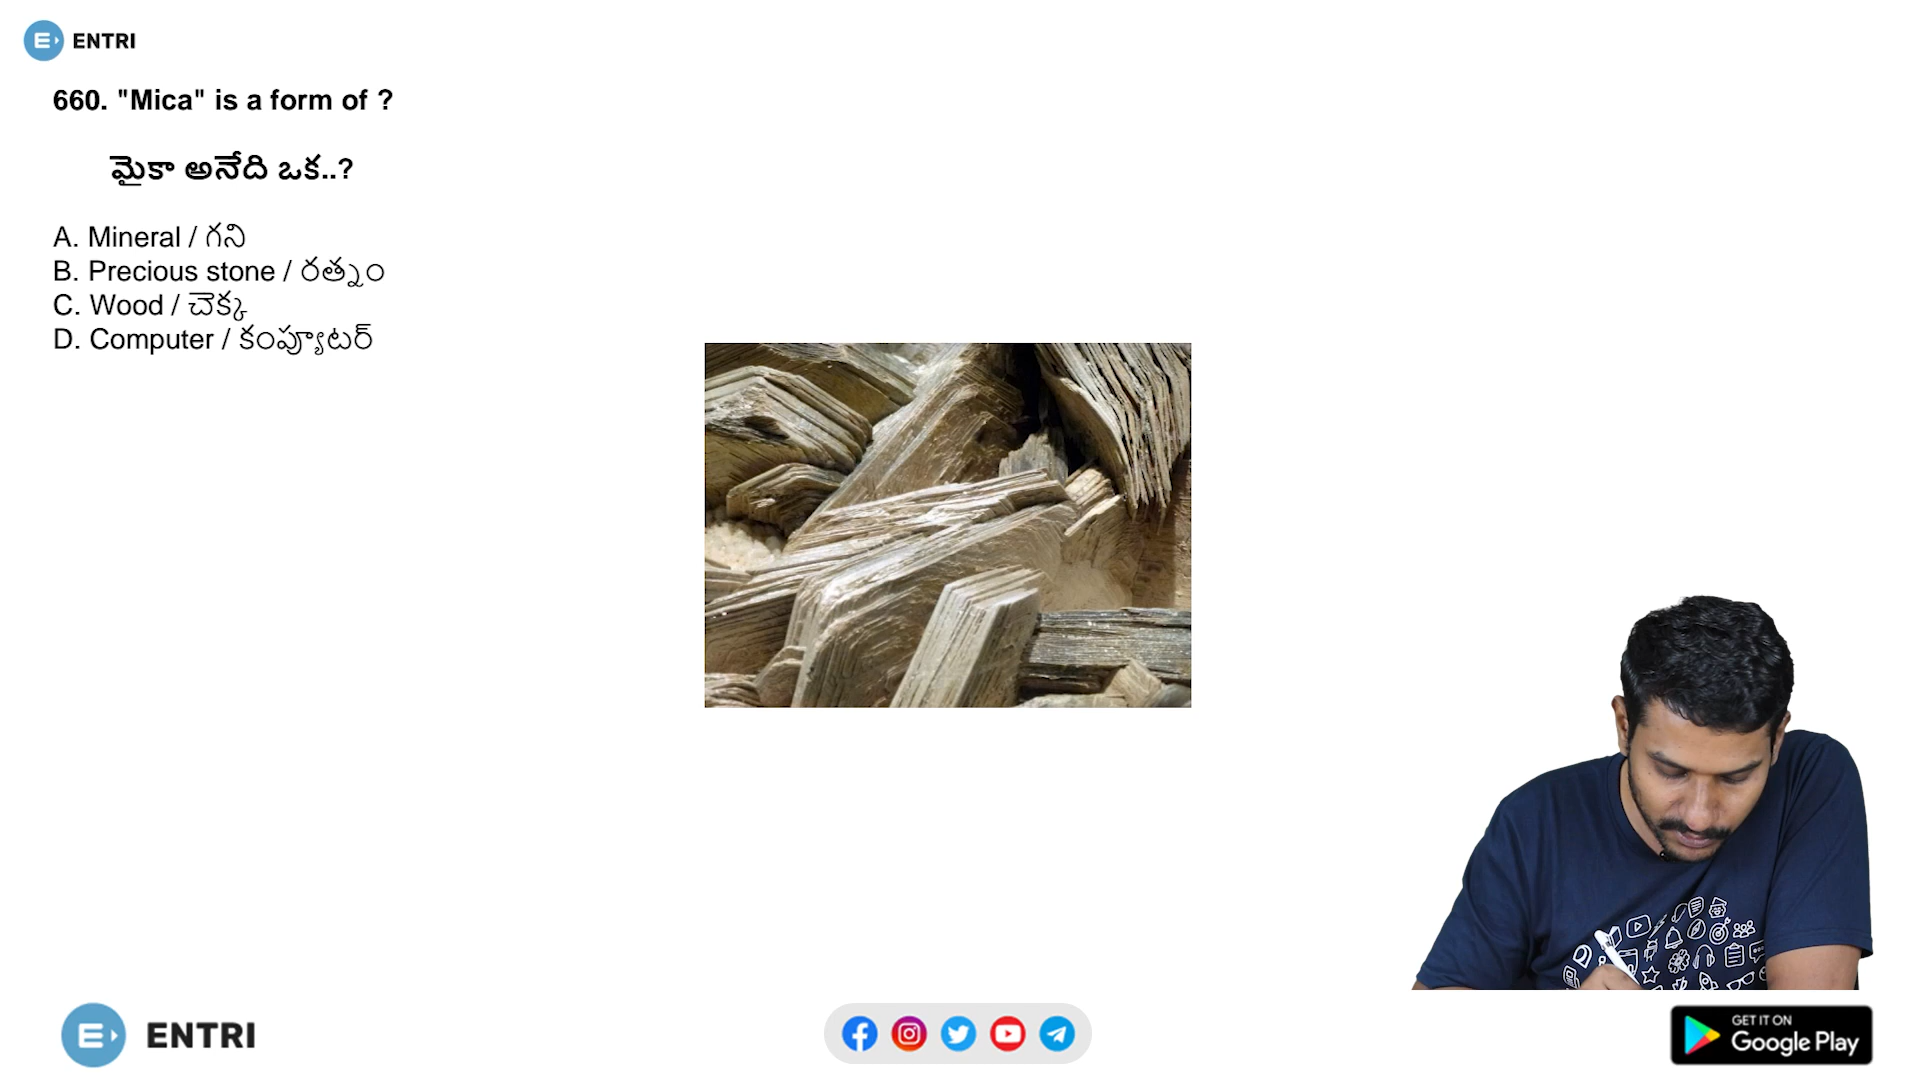 ENTRI
660. "Mica" is a form of ?
మైకా అనేది ఒక..?
A. Mineral / గని
B. Precious stone / రత్నం
C. Wood / చెక్క
D. Computer / కంప్యూటర్
ENTRI
GET IT ON
Google Play